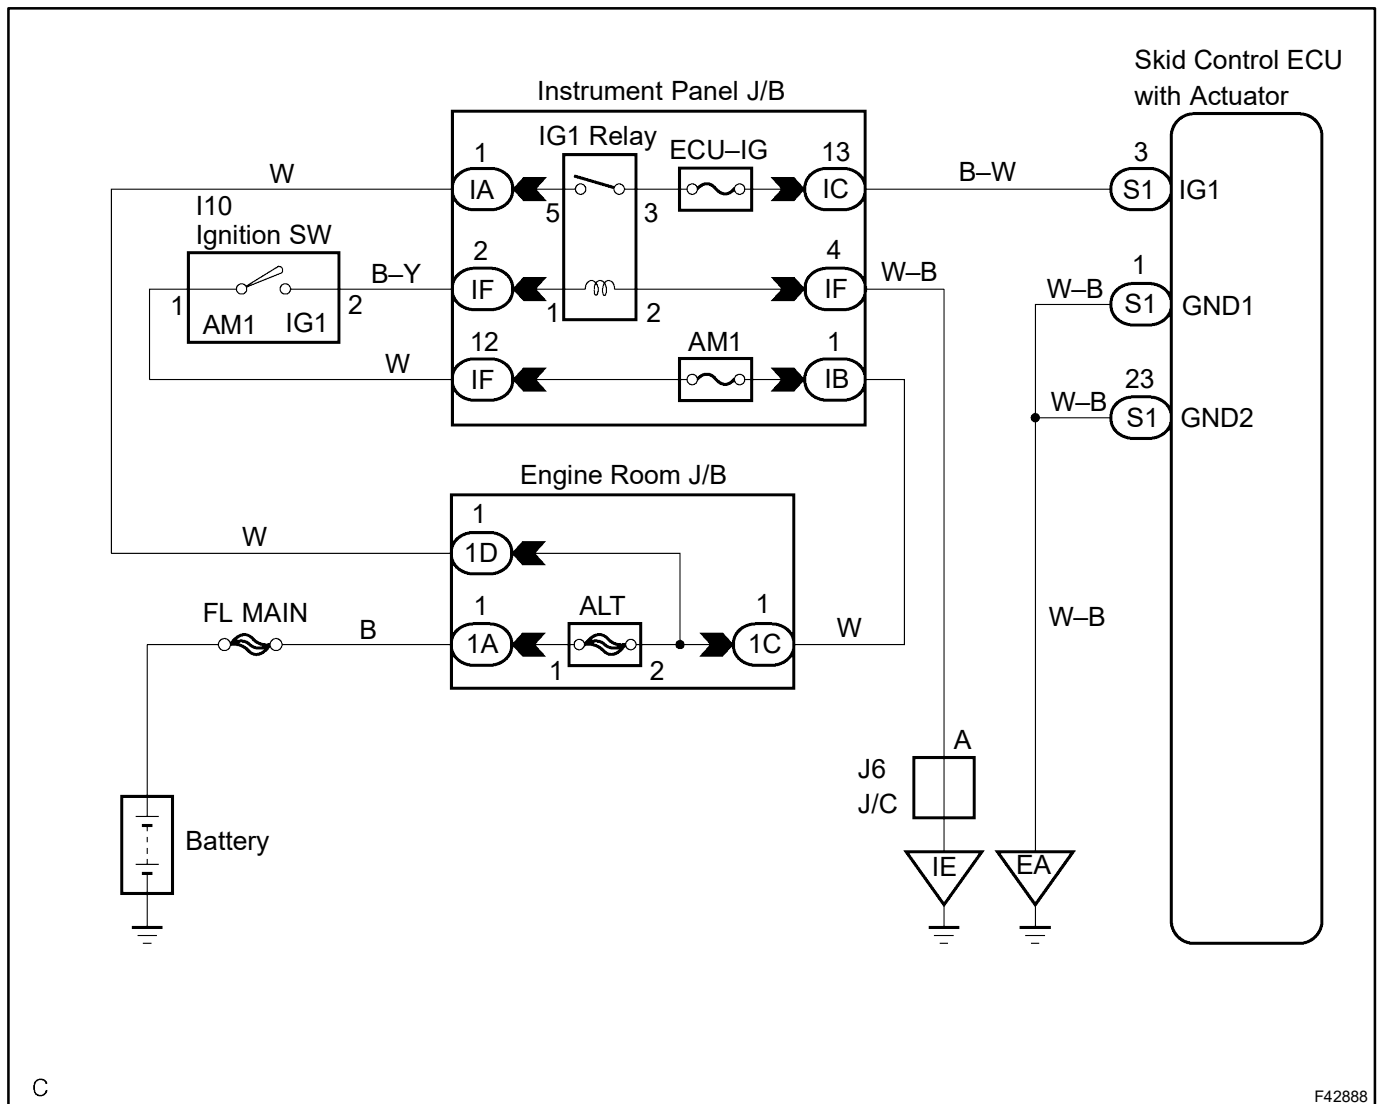 Skid Control ECU
with Actuator
Instrument Panel J/B
IG1 Relay
ECU–IG
1
13
3
W
IA
IC
B–W
S1
IG1
5
3
I10
Ignition SW
2
4
1
B–Y
IF
IF
W–B
W–B
S1
GND1
1
AM1
IG1
2
1
2
12
AM1
1
W
IF
IB
23
W–B
S1
GND2
Engine Room J/B
1
W
1D
FL MAIN
1
ALT
1
W–B
B
1A
1C
W
1
2
A
J6
J/C
Battery
IE
EA
C
F42888